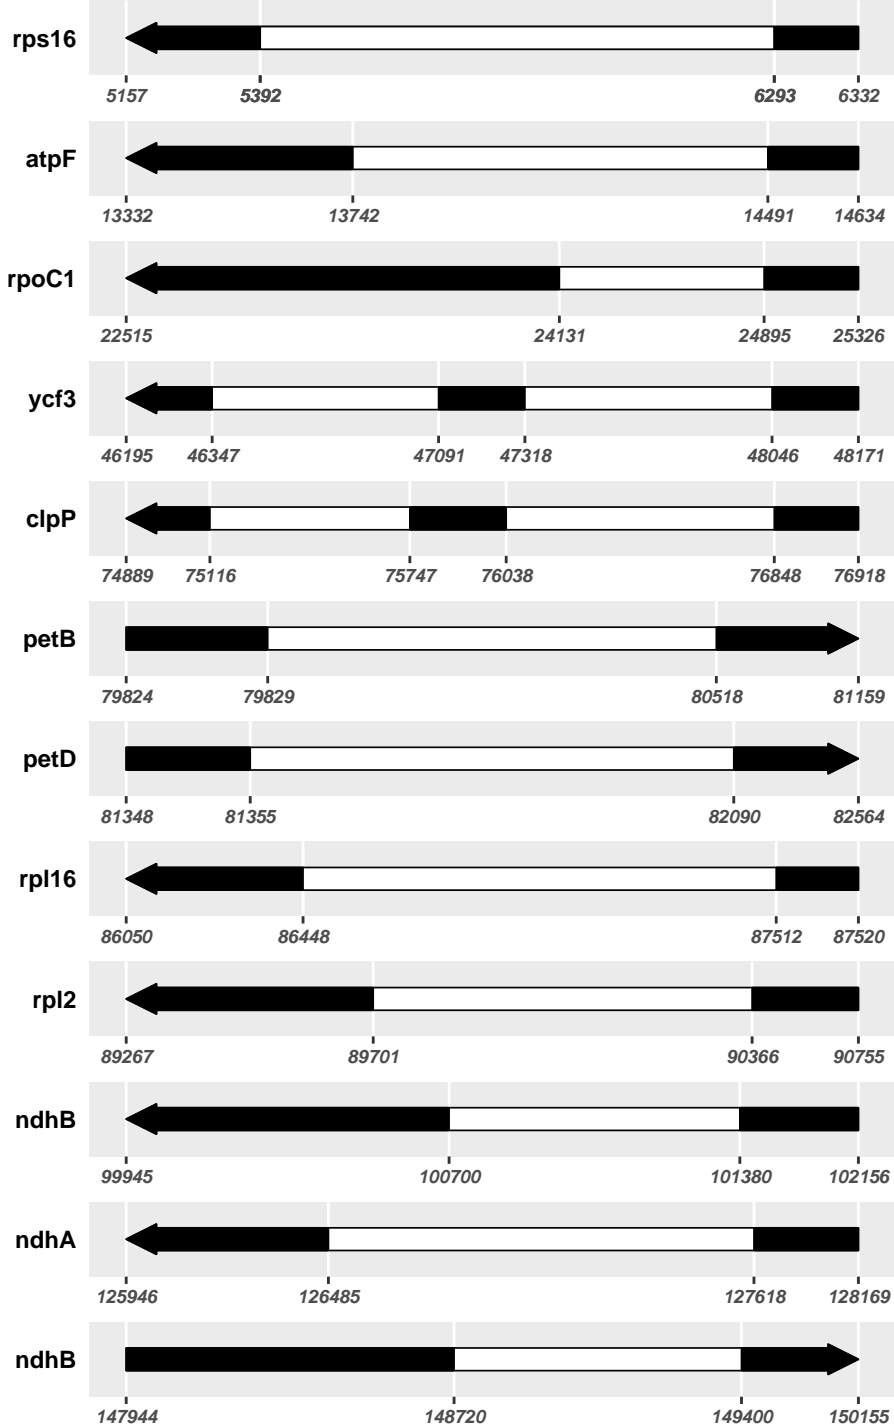 rps16
5157 5392 6293 6332
atpF
13332 13742 14491 14634
rpoC1
22515 24131 24895 25326
ycf3
46195 46347 47091 47318 48046 48171
clpP
74889 75116 75747 76038 76848 76918
petB
79824 79829 80518 81159
petD
81348 81355 82090 82564
rpl16
86050 86448 87512 87520
rpl2
89267 89701 90366 90755
ndhB
99945 100700 101380 102156
ndhA
125946 126485 127618 128169
ndhB
147944 148720 149400 150155